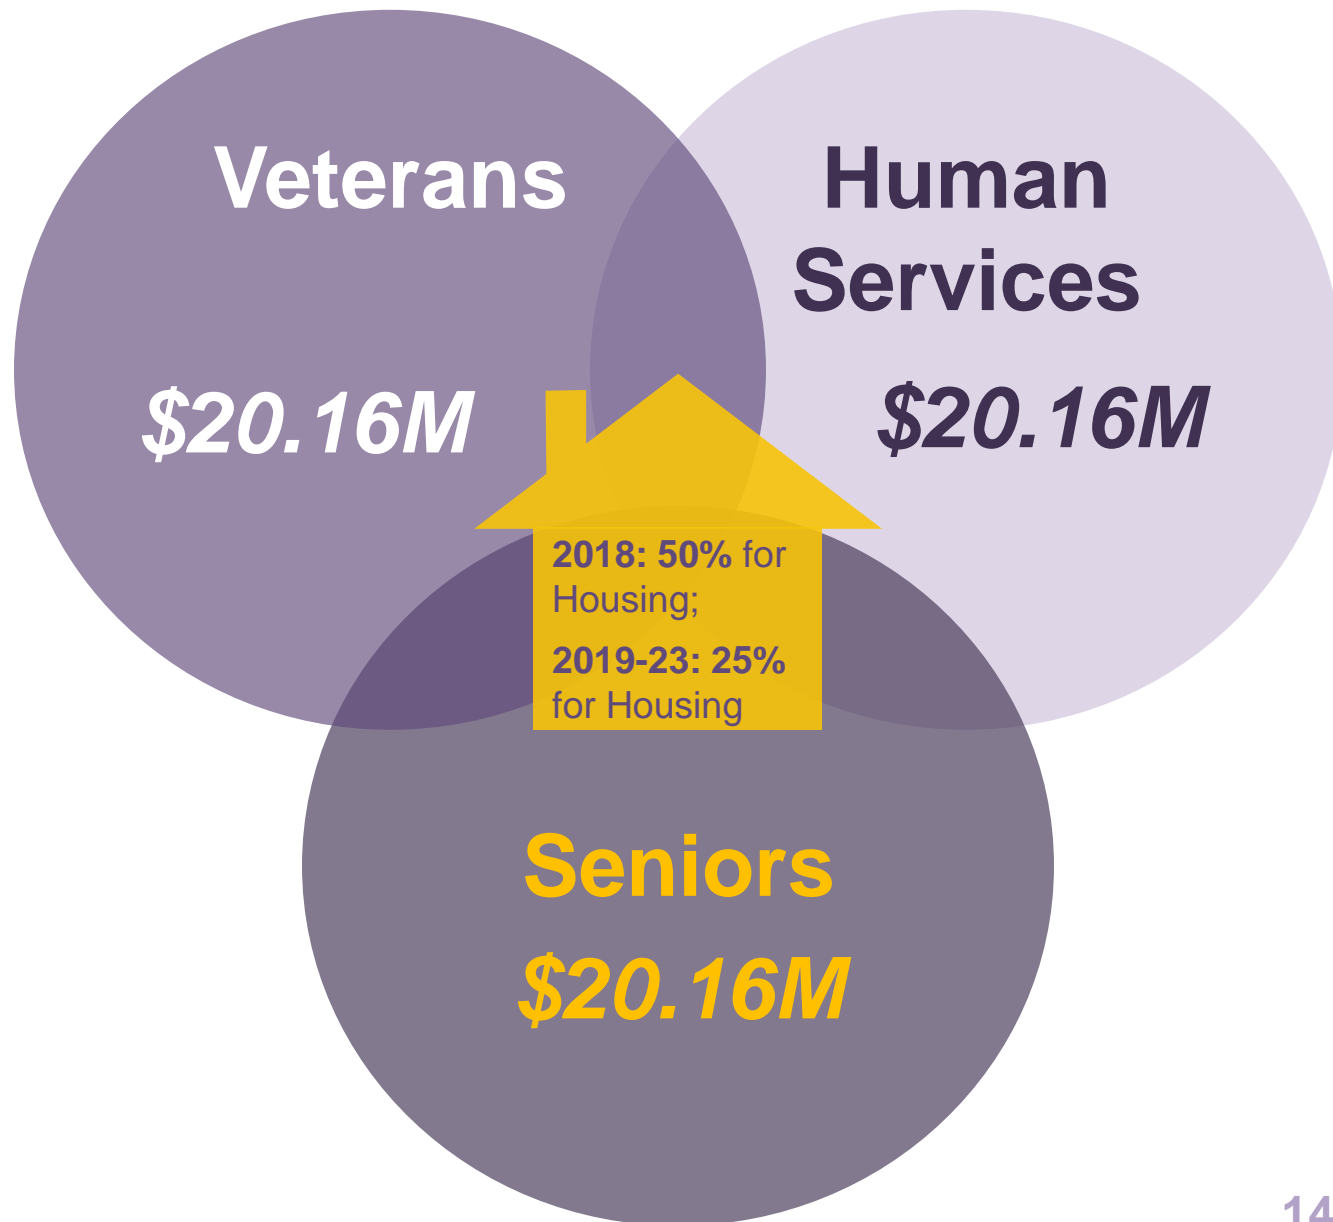 Veterans
$20.16M
Human
Services
$20.16M
2018: 50% for
Housing;
2019-23: 25%
for Housing
Seniors
$20.16M
14